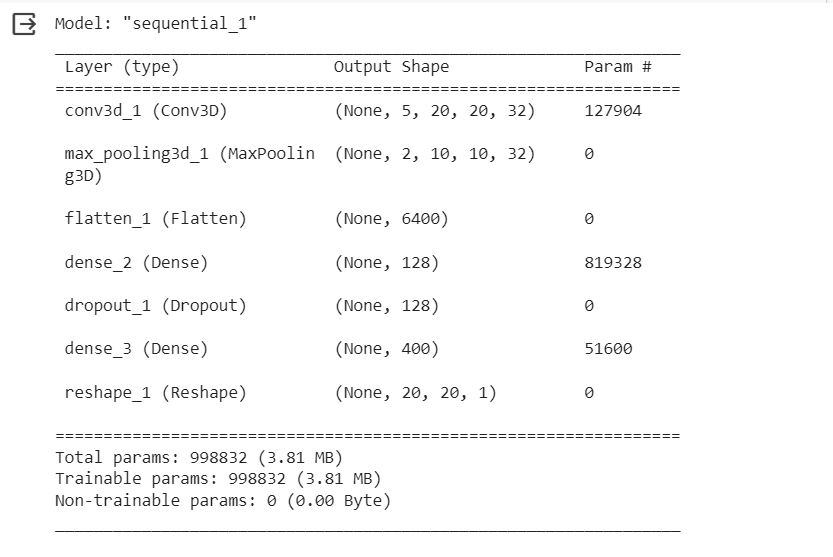 Model: "sequential_1"
Layer (type) Output Shape Param #
=================================================================
conv3d_1 (Conv3D) (None, 5, 20, 20, 32) 127904
max_pooling3d_1 (MaxPoolin (None, 2, 10, 10, 32) 0
g3D)
flatten_1 (Flatten) (None, 6400) 0
dense_2 (Dense) (None, 128) 819328
dropout_1 (Dropout) (None, 128) 0
dense_3 (Dense) (None, 400) 51600
reshape_1 (Reshape) (None, 20, 20, 1) 0
=================================================================
Total params: 998832 (3.81 MB)
Trainable params: 998832 (3.81 MB)
Non-trainable params: 0 (0.00 Byte)